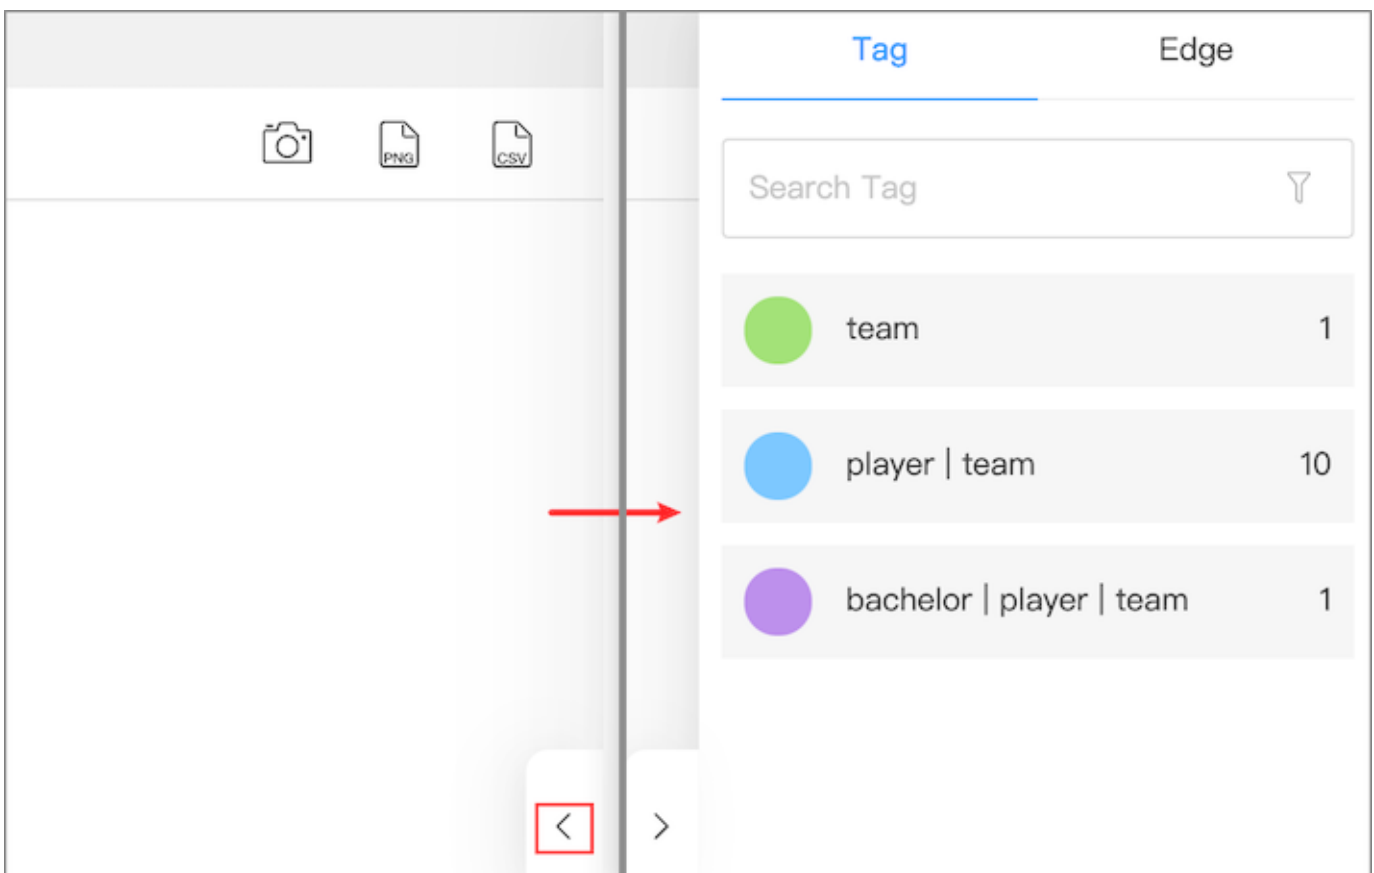 PNG CSV
Tag Edge
Search Tag
team 1
player | team 10
bachelor | player | team 1